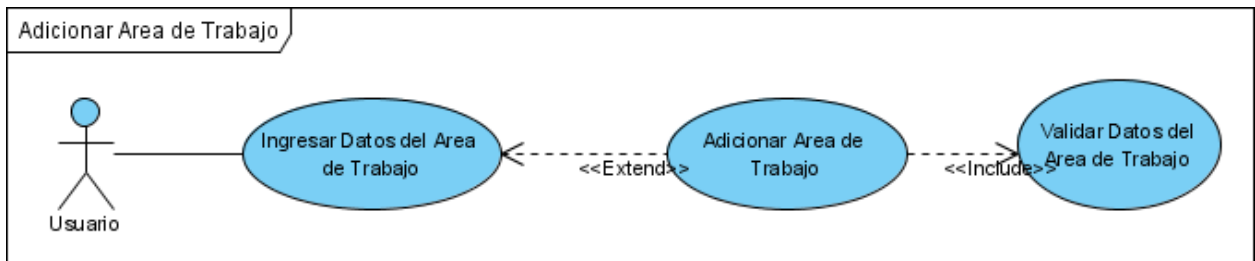 Adicionar Area de Trabajo
Ingresar Datos del Area
de Trabajo
<<Extend>>
Adicionar Area de
Trabajo
<<Include>>
Validar Datos del
Area de Trabajo
Usuario